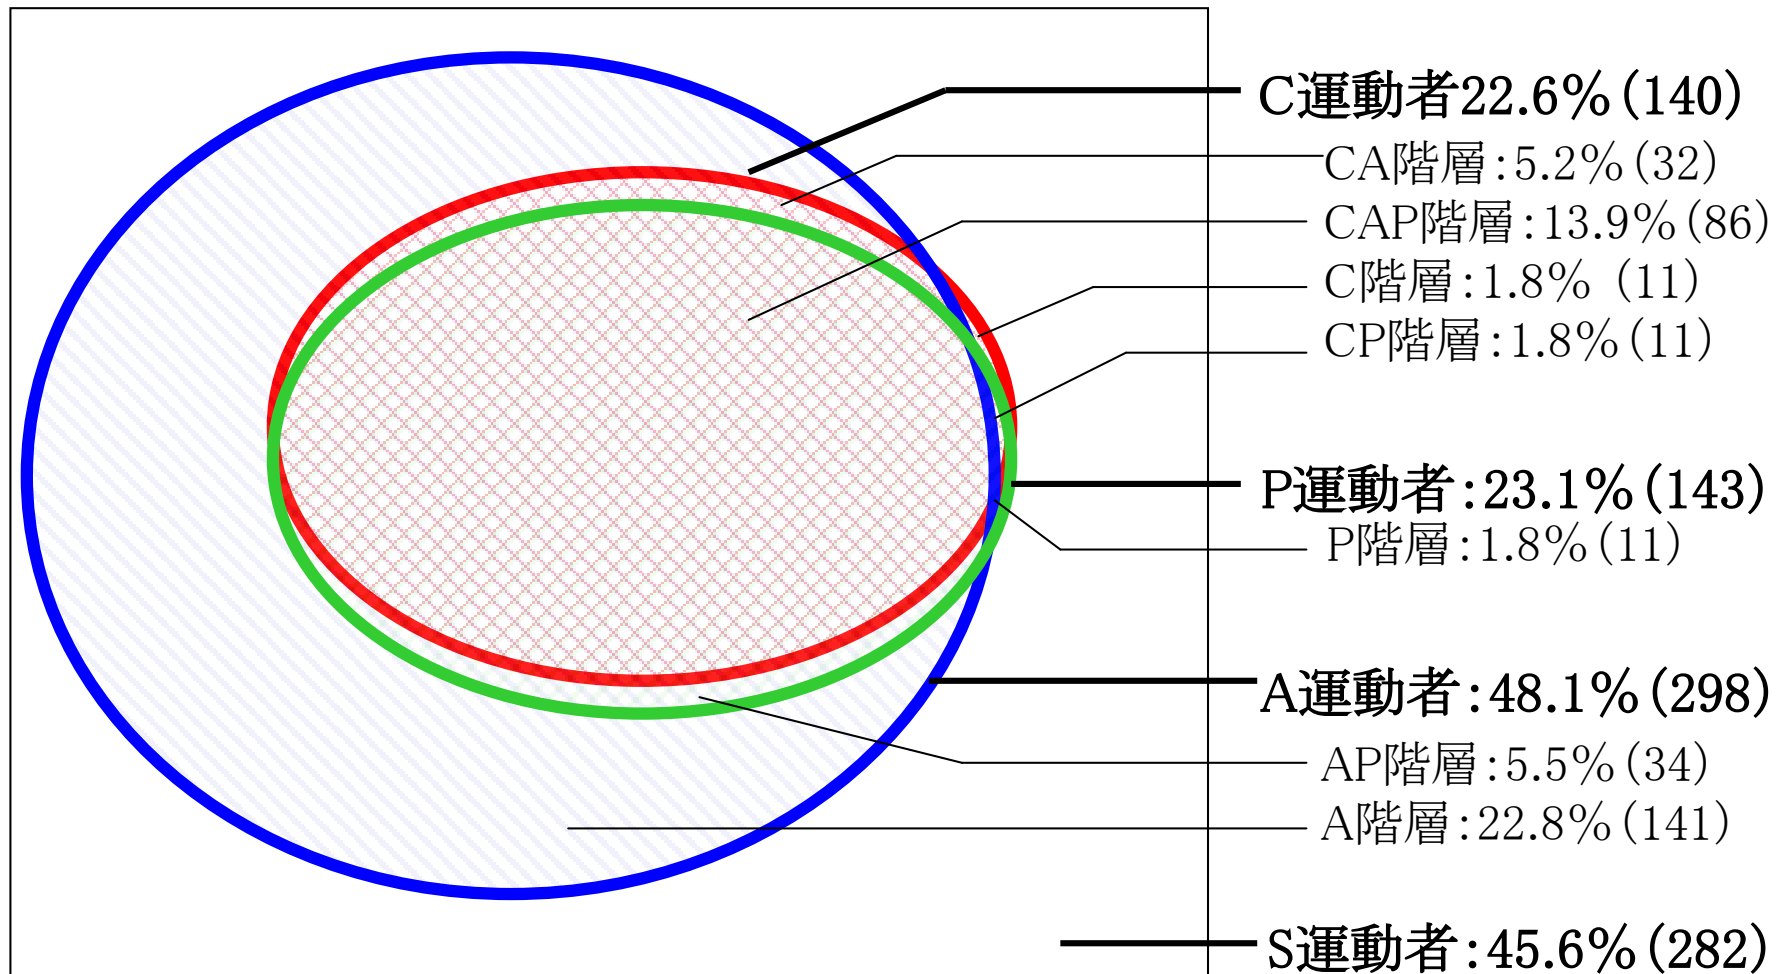 C運動者22.6%(140)
CA階層:5.2%(32)
CAP階層:13.9%(86)
C階層:1.8% (11)
CP階層:1.8%(11)
P運動者:23.1%(143)
P階層:1.8%(11)
A運動者:48.1%(298)
AP階層:5.5%(34)
A階層:22.8%(141)
S運動者:45.6%(282)